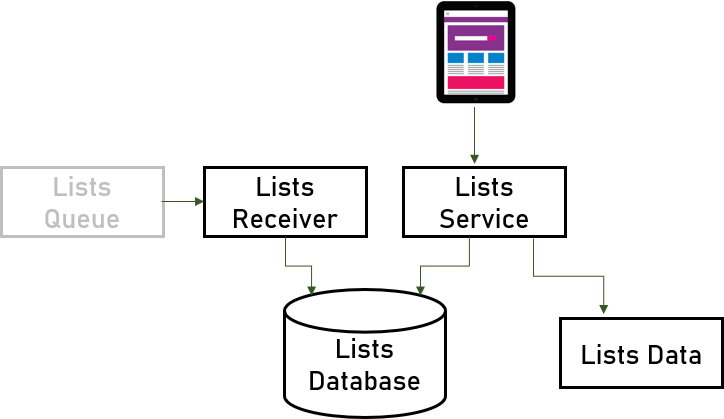 Lists
Queue
Lists
Receiver
Lists
Service
Lists
Database
Lists Data